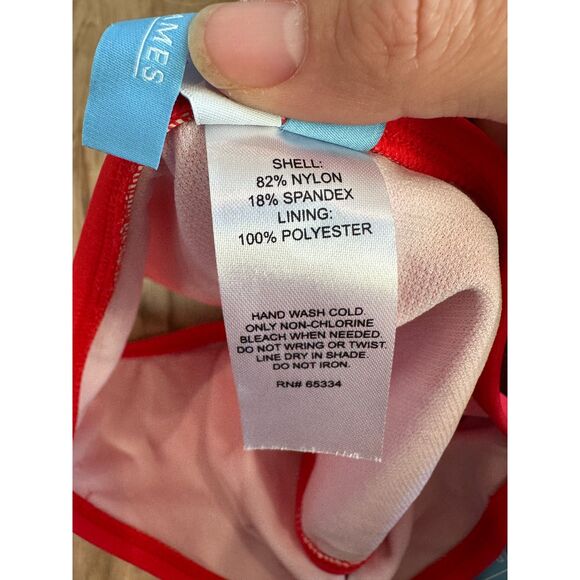 AMES
SHELL:
82% NYLON
18% SPANDEX
LINING:
100% POLYESTER
HAND WASH COLD
ONLY NON-CHLORINE
BLEACH WHEN NEEDED.
DO NOT WRING OR TWIST.
LINE DRY IN SHADE.
DO NOT IRON.
RN# 65334